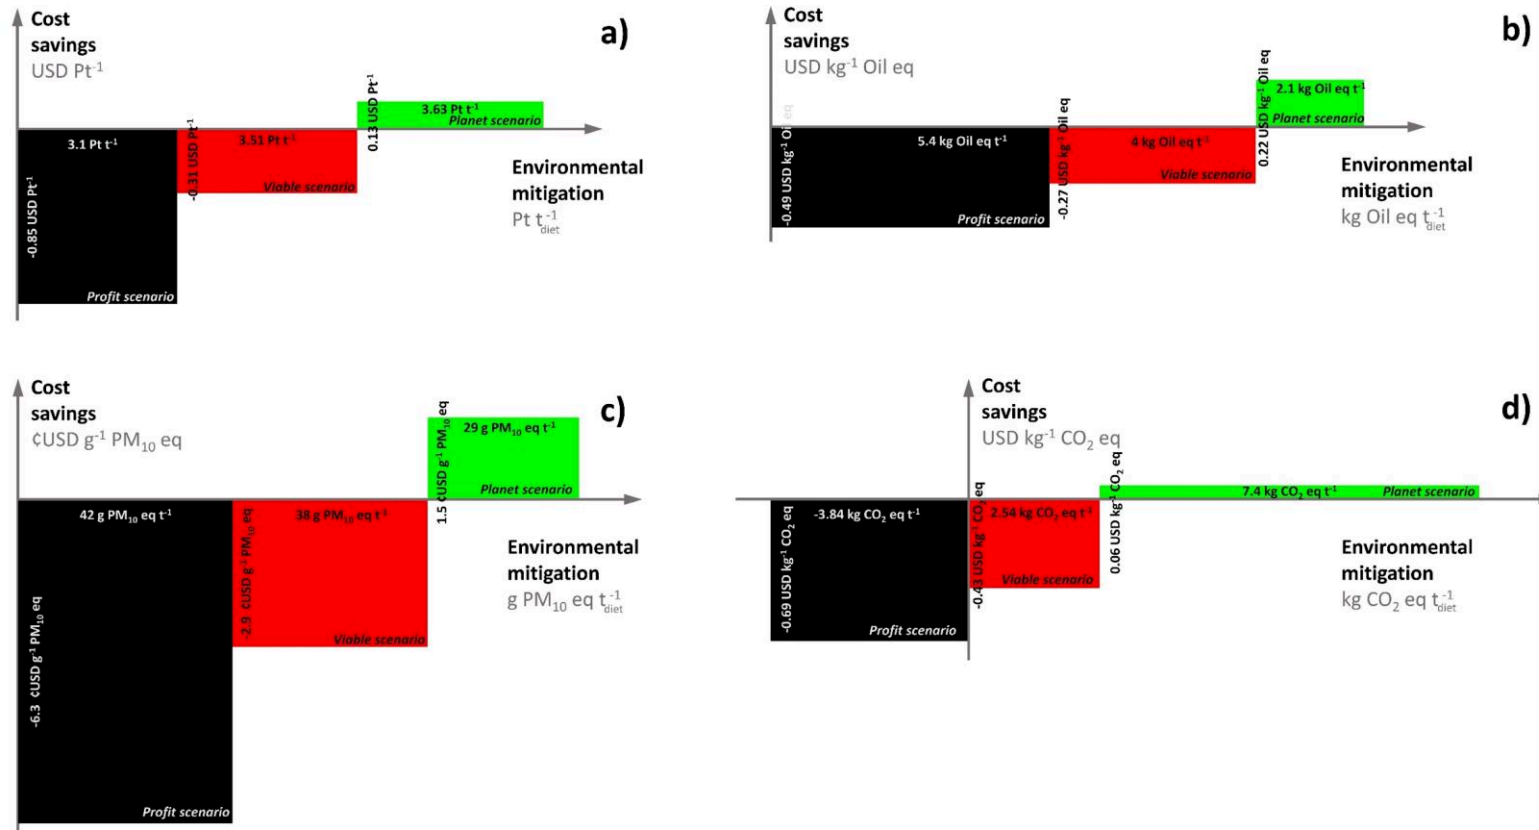 Cost
savings
USD Pt⁻¹
a)
3.1 Pt t⁻¹
-0.85 USD Pt⁻¹
Profit scenario
-0.31 USD Pt⁻¹
3.51 Pt t⁻¹
Viable scenario
0.13 USD Pt⁻¹
3.63 Pt t⁻¹
Planet scenario
Environmental
mitigation
Pt t⁻¹diet
Cost
savings
USD kg⁻¹ Oil eq
b)
-0.49 USD kg⁻¹ Oil eq
5.4 kg Oil eq t⁻¹
Profit scenario
-0.27 USD kg⁻¹ Oil eq
4 kg Oil eq t⁻¹
Viable scenario
0.22 USD kg⁻¹ Oil eq
2.1 kg Oil eq t⁻¹
Planet scenario
Environmental
mitigation
kg Oil eq t⁻¹diet
Cost
savings
¢USD g⁻¹ PM₁₀ eq
c)
42 g PM₁₀ eq t⁻¹
-6.3 ¢USD g⁻¹ PM₁₀ eq
Profit scenario
-2.9 ¢USD g⁻¹ PM₁₀ eq
38 g PM₁₀ eq t⁻¹
Viable scenario
1.5 ¢USD g⁻¹ PM₁₀ eq
29 g PM₁₀ eq t⁻¹
Planet scenario
Environmental
mitigation
g PM₁₀ eq t⁻¹diet
Cost
savings
USD kg⁻¹ CO₂ eq
d)
-0.69 USD kg⁻¹ CO₂ eq
-3.84 kg CO₂ eq t⁻¹
Profit scenario
-0.43 USD kg⁻¹ CO₂ eq
2.54 kg CO₂ eq t⁻¹
Viable scenario
0.06 USD kg⁻¹ CO₂ eq
7.4 kg CO₂ eq t⁻¹
Planet scenario
Environmental
mitigation
kg CO₂ eq t⁻¹diet